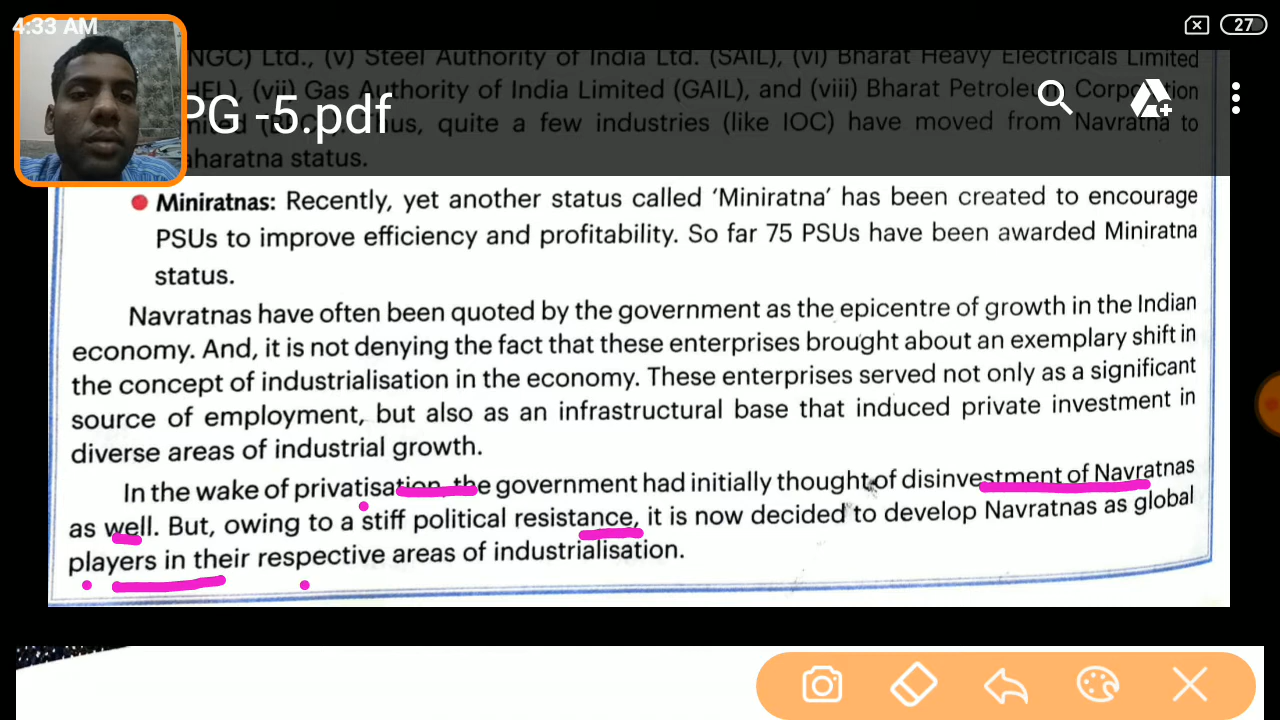 4:33 AM
27
NGC) Ltd., (v) Steel Authority of India Ltd. (SAIL), (vi) Bharat Heavy Electricals Limited
HEL), (vii) Gas Authority of India Limited (GAIL), and (viii) Bharat Petroleum Corporation
PG -5.pdf
quite a few industries (like IOC) have moved from Navratna to
aharatna status.
Miniratnas: Recently, yet another status called ‘Miniratna’ has been created to encourage
PSUs to improve efficiency and profitability. So far 75 PSUs have been awarded Miniratna
status.
Navratnas have often been quoted by the government as the epicentre of growth in the Indian
economy. And, it is not denying the fact that these enterprises brought about an exemplary shift in
the concept of industrialisation in the economy. These enterprises served not only as a significant
source of employment, but also as an infrastructural base that induced private investment in
diverse areas of industrial growth.
In the wake of privatisation, the government had initially thought of disinvestment of Navratnas
as well. But, owing to a stiff political resistance, it is now decided to develop Navratnas as global
players in their respective areas of industrialisation.